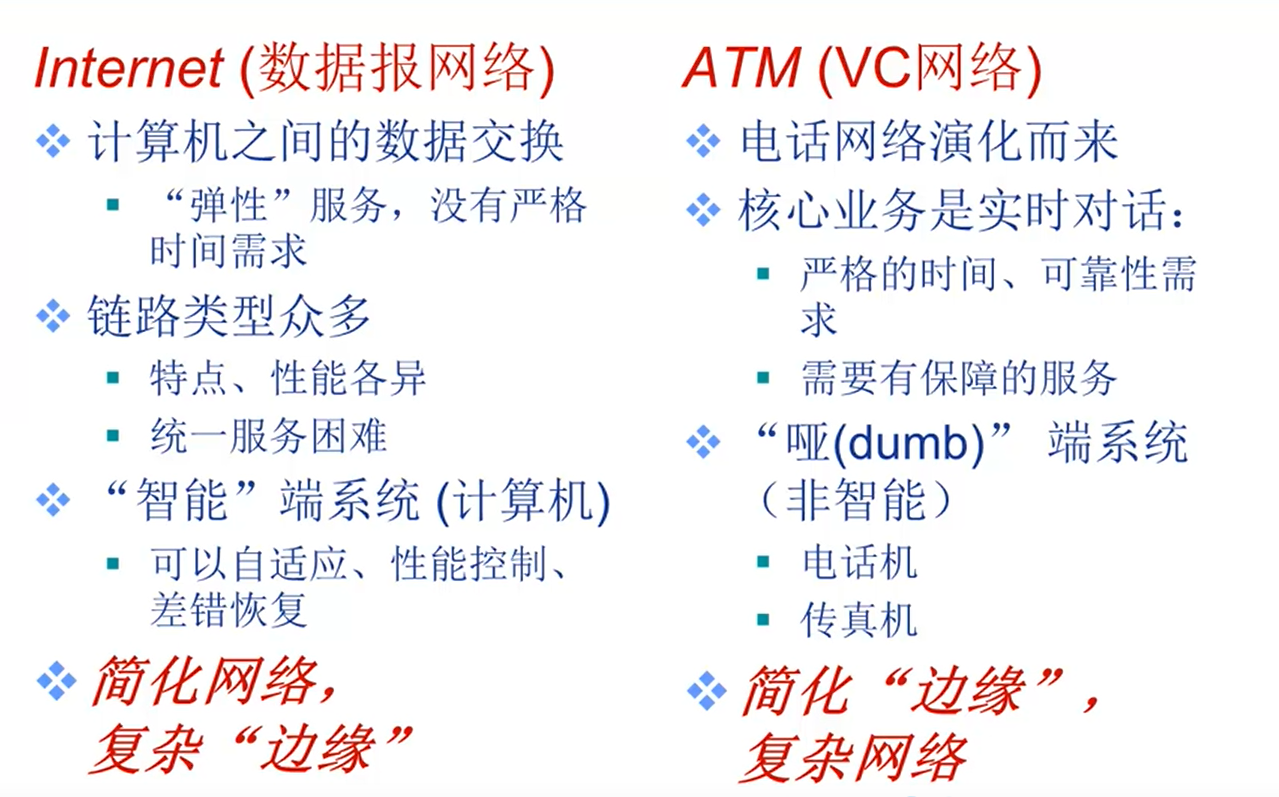 Internet (数据报网络)
计算机之间的数据交换
“弹性”服务，没有严格
时间需求
链路类型众多
特点、性能各异
统一服务困难
“智能”端系统 (计算机)
可以自适应、性能控制、
差错恢复
简化网络，
复杂“边缘”
ATM (VC网络)
电话网络演化而来
核心业务是实时对话：
严格的时间、可靠性需
求
需要有保障的服务
“哑(dumb)” 端系统
（非智能）
电话机
传真机
简化“边缘”，
复杂网络